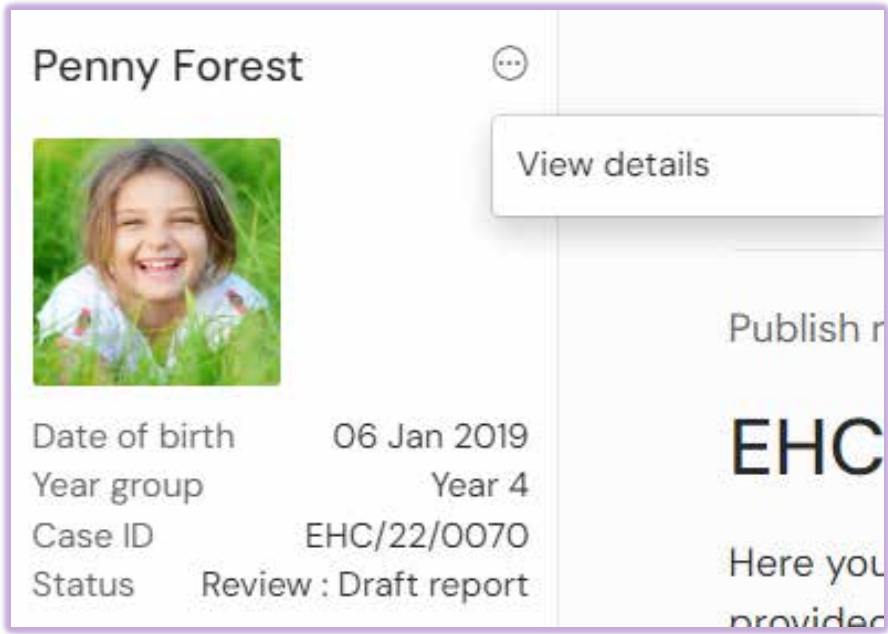 Penny Forest
View details
Date of birth 06 Jan 2019
Year group Year 4
Case ID EHC/22/0070
Status Review : Draft report
Publish
EHC
Here you
provided